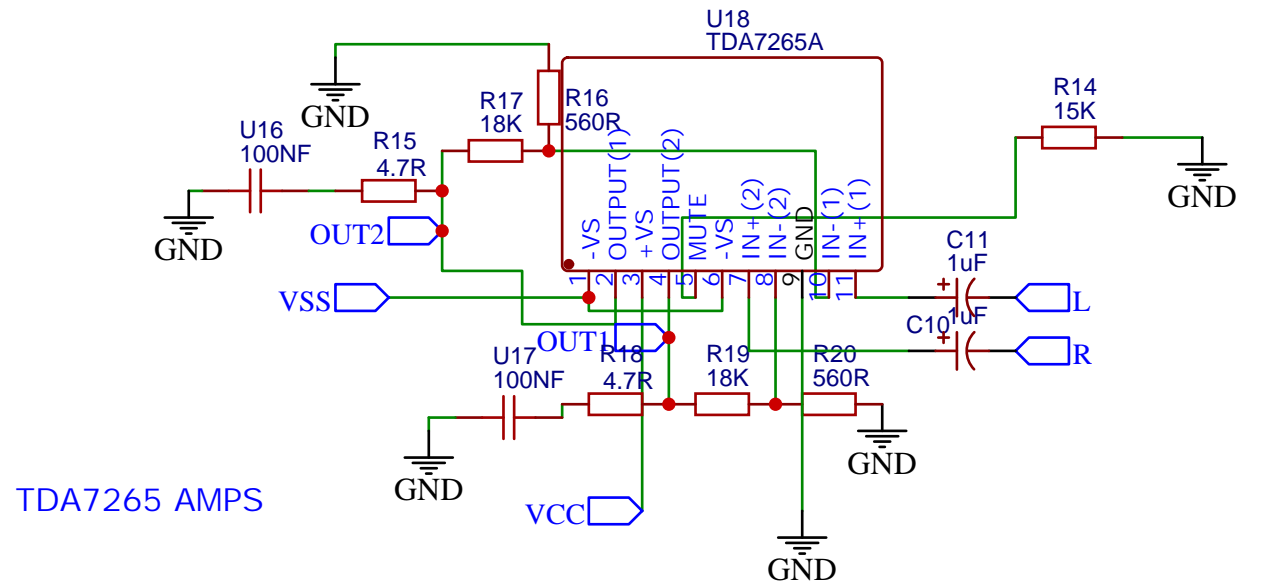 U18
TDA7265A
GND
R17
18K
R16
560R
U16
100NF
R15
4.7R
GND
R14
15K
GND
OUT2
VSS
-VS
OUTPUT(1)
+VS
OUTPUT(2)
MUTE
-VS
IN+(2)
IN-(2)
GND
IN-(1)
IN+(1)
1
2
3
4
5
6
7
8
9
10
11
C11
1uF
L
C10
1uF
R
OUT1
U17
100NF
R18
4.7R
R19
18K
R20
560R
GND
GND
VCC
GND
TDA7265 AMPS